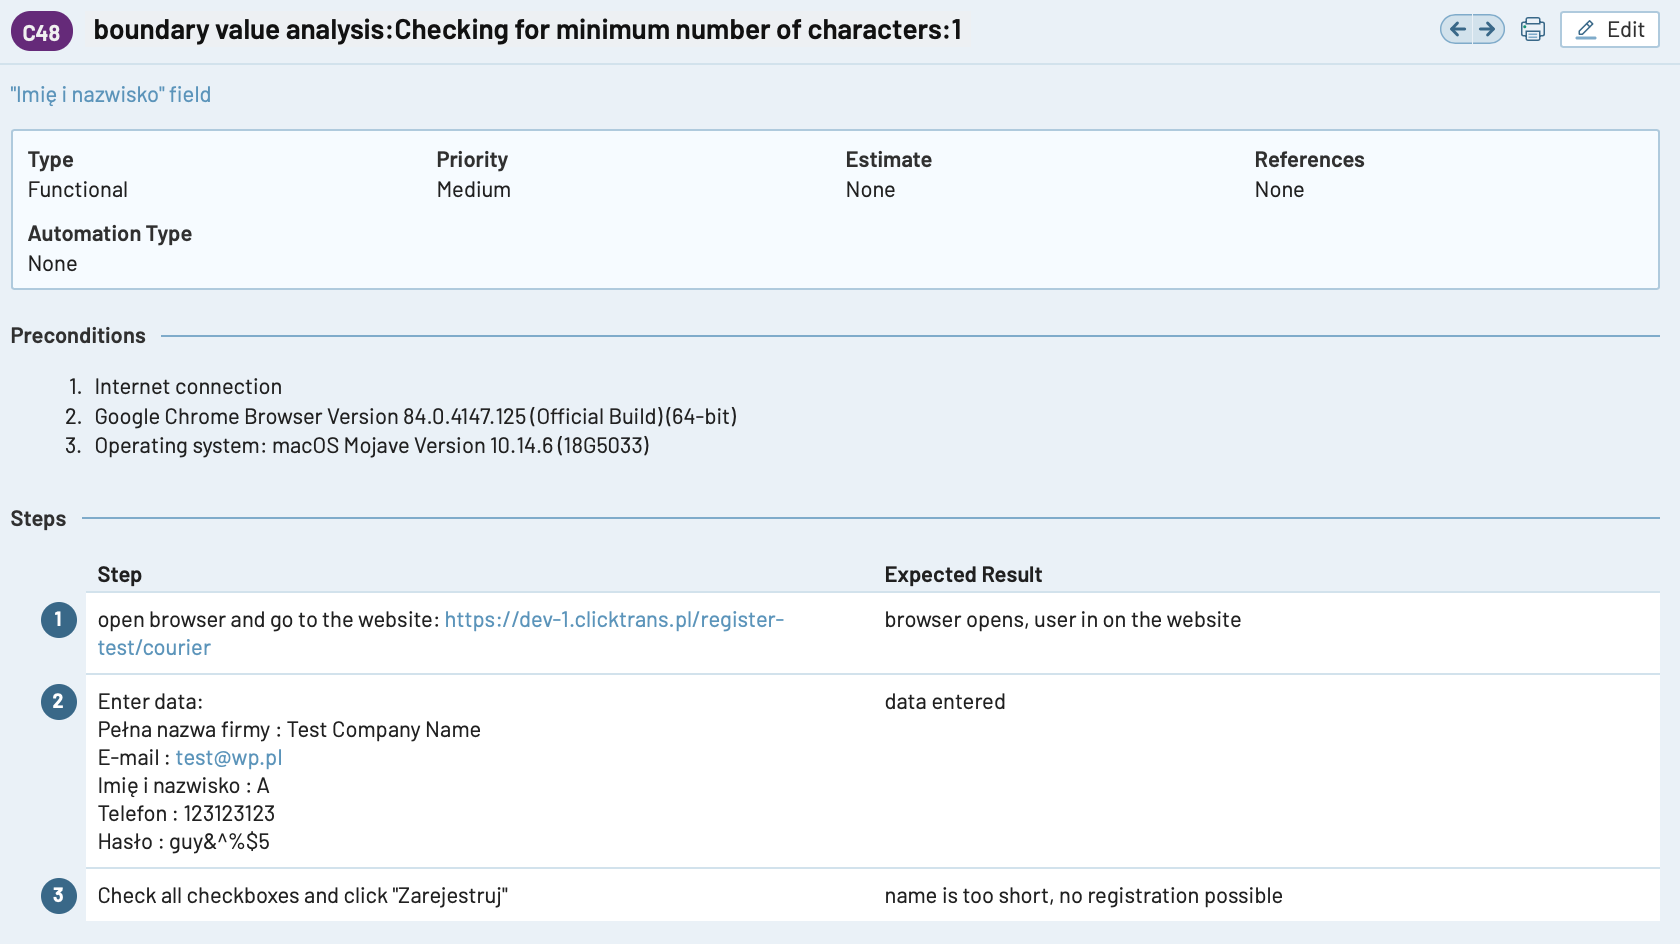 C48 boundary value analysis:Checking for minimum number of characters:1 Edit
"Imię i nazwisko" field
Type Priority Estimate References
Functional Medium None None
Automation Type
None
Preconditions
1. Internet connection
2. Google Chrome Browser Version 84.0.4147.125 (Official Build) (64-bit)
3. Operating system: macOS Mojave Version 10.14.6 (18G5033)
Steps
Step Expected Result
1 open browser and go to the website: https://dev-1.clicktrans.pl/register- browser opens, user in on the website
test/courier
2 Enter data: data entered
Pełna nazwa firmy : Test Company Name
E-mail : test@wp.pl
Imię i nazwisko : A
Telefon : 123123123
Hasło : guy&^%$5
3 Check all checkboxes and click "Zarejestruj" name is too short, no registration possible